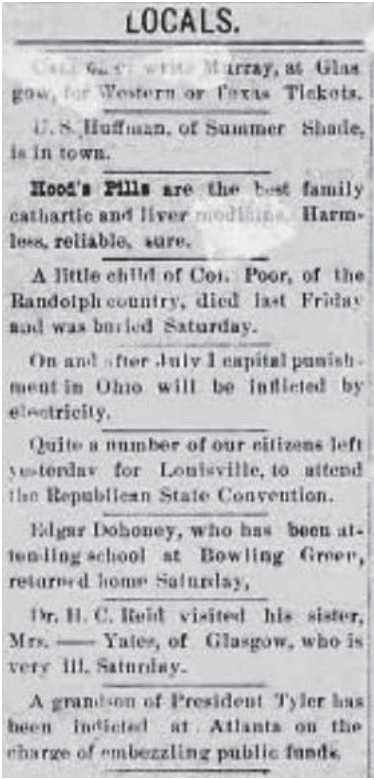 LOCALS.
write Murray, at Glas
gow, for Western or Texas Tickets.
U. S. Huffman, of Summer Shade,
is in town.
Hood's Pills are the best family
cathartic and liver medicine. Harm-
less, reliable, sure.
A little child of Col. Poor, of the
Randolph country, died last Friday
and was buried Saturday.
On and after July 1 capital punish-
ment in Ohio will be inflicted by
electricity.
Quite a number of our citizens left
yesterday for Louisville, to attend
the Republican State Convention.
Edgar Dohoney, who has been at-
tending school at Bowling Green,
returned home Saturday,
Dr. H. C. Reid visited his sister,
Mrs. —— Yates, of Glasgow, who is
very ill, Saturday.
A grandson of President Tyler has
been indicted at Atlanta on the
charge of embezzling public funds.